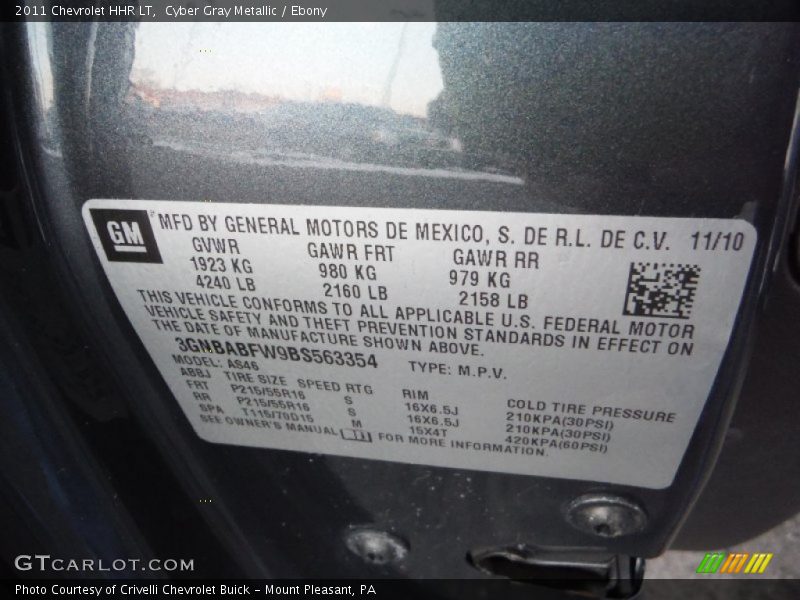 2011 Chevrolet HHR LT, Cyber Gray Metallic / Ebony
GM
MFD BY GENERAL MOTORS DE MEXICO, S. DE R.L. DE C.V. 11/10
GVWR GAWR FRT GAWR RR
1923 KG 980 KG 979 KG
4240 LB 2160 LB 2158 LB
THIS VEHICLE CONFORMS TO ALL APPLICABLE U.S. FEDERAL MOTOR
VEHICLE SAFETY AND THEFT PREVENTION STANDARDS IN EFFECT ON
THE DATE OF MANUFACTURE SHOWN ABOVE.
3GNBABFW9BS563354 TYPE: M.P.V.
MODEL: AS46
ABBJ TIRE SIZE SPEED RTG RIM COLD TIRE PRESSURE
FRT P215/55R16 S 16X6.5J 210KPA(30PSI)
RR P215/55R16 S 16X6.5J 210KPA(30PSI)
SPA T115/70D15 M 15X4T 420KPA(60PSI)
SEE OWNER'S MANUAL FOR MORE INFORMATION.
GTCARLOT.COM
Photo Courtesy of Crivelli Chevrolet Buick – Mount Pleasant, PA